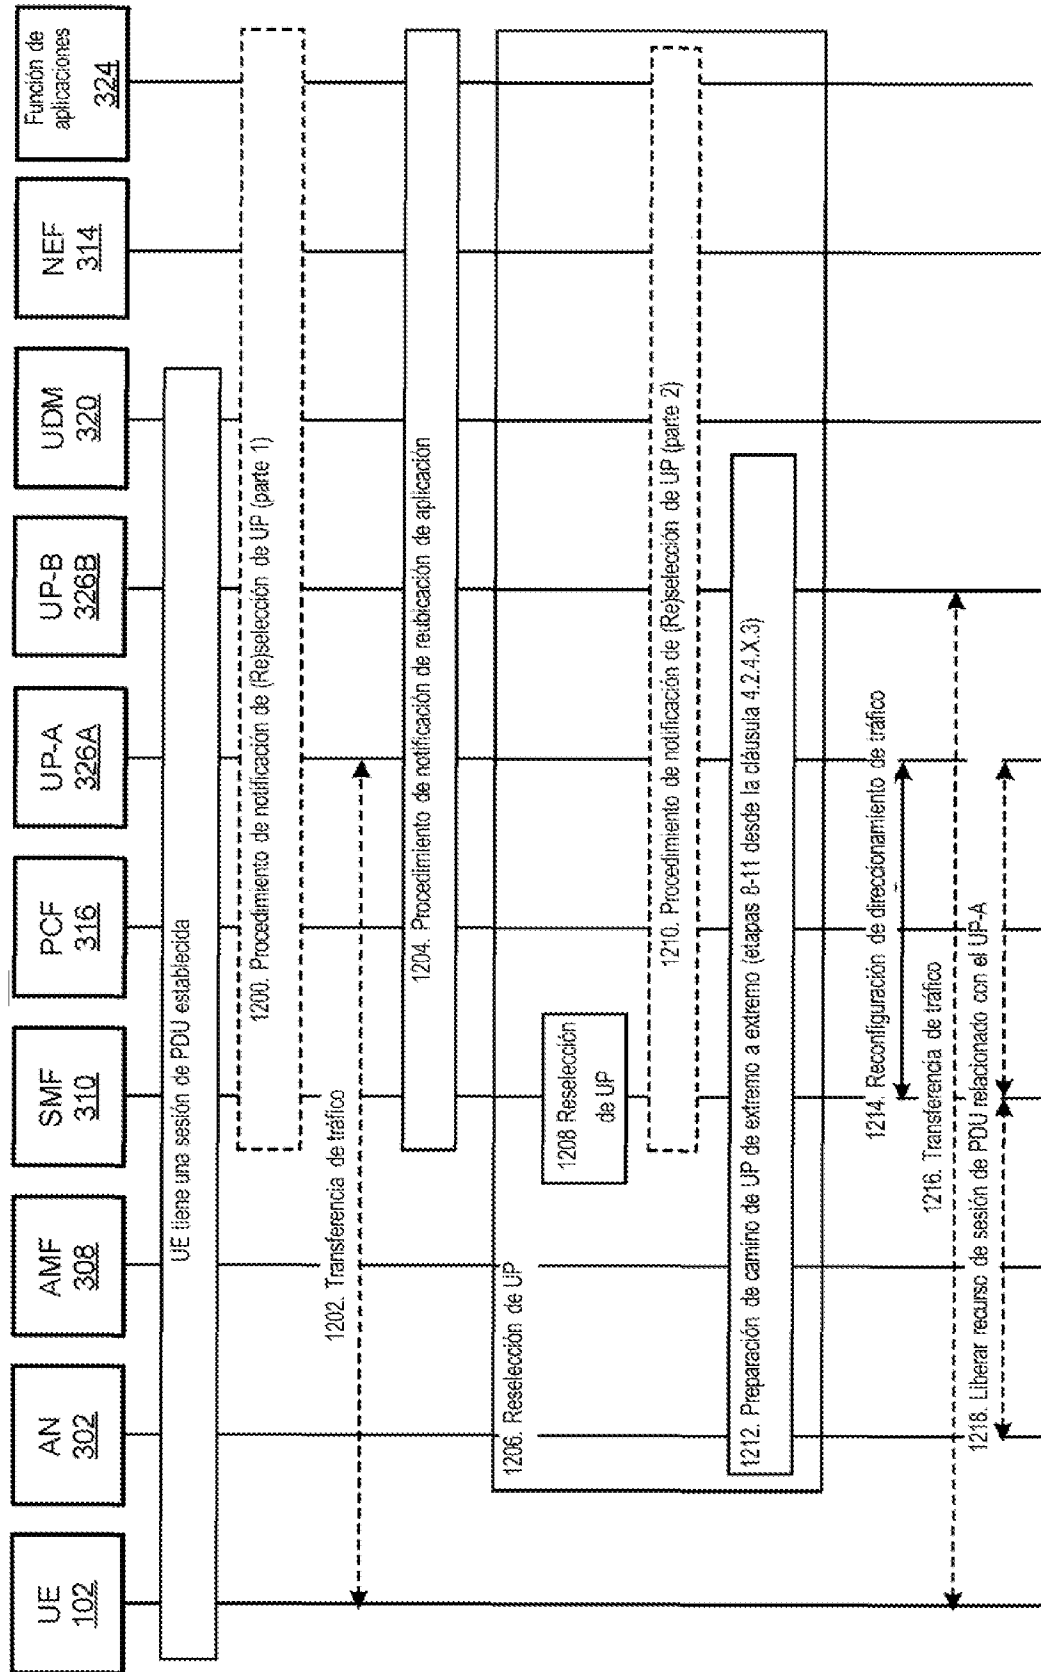 UE
102
AN
302
AMF
308
SMF
310
PCF
316
UP-A
326A
UP-B
326B
UDM
320
NEF
314
Función de
aplicaciones
324
UE tiene una sesión de PDU establecida
1200. Procedimiento de notificación de (Re)selección de UP (parte 1)
1202. Transferencia de tráfico
1204. Procedimiento de notificación de reubicación de aplicación
1206. Reselección de UP
1208 Reselección
de UP
1210. Procedimiento de notificación de (Re)selección de UP (parte 2)
1212. Preparación de camino de UP de extremo a extremo (etapas 8-11 desde la cláusula 4.2.4.X.3)
1214. Reconfiguración de direccionamiento de tráfico
1216. Transferencia de tráfico
1218. Liberar recurso de sesión de PDU relacionado con el UP-A